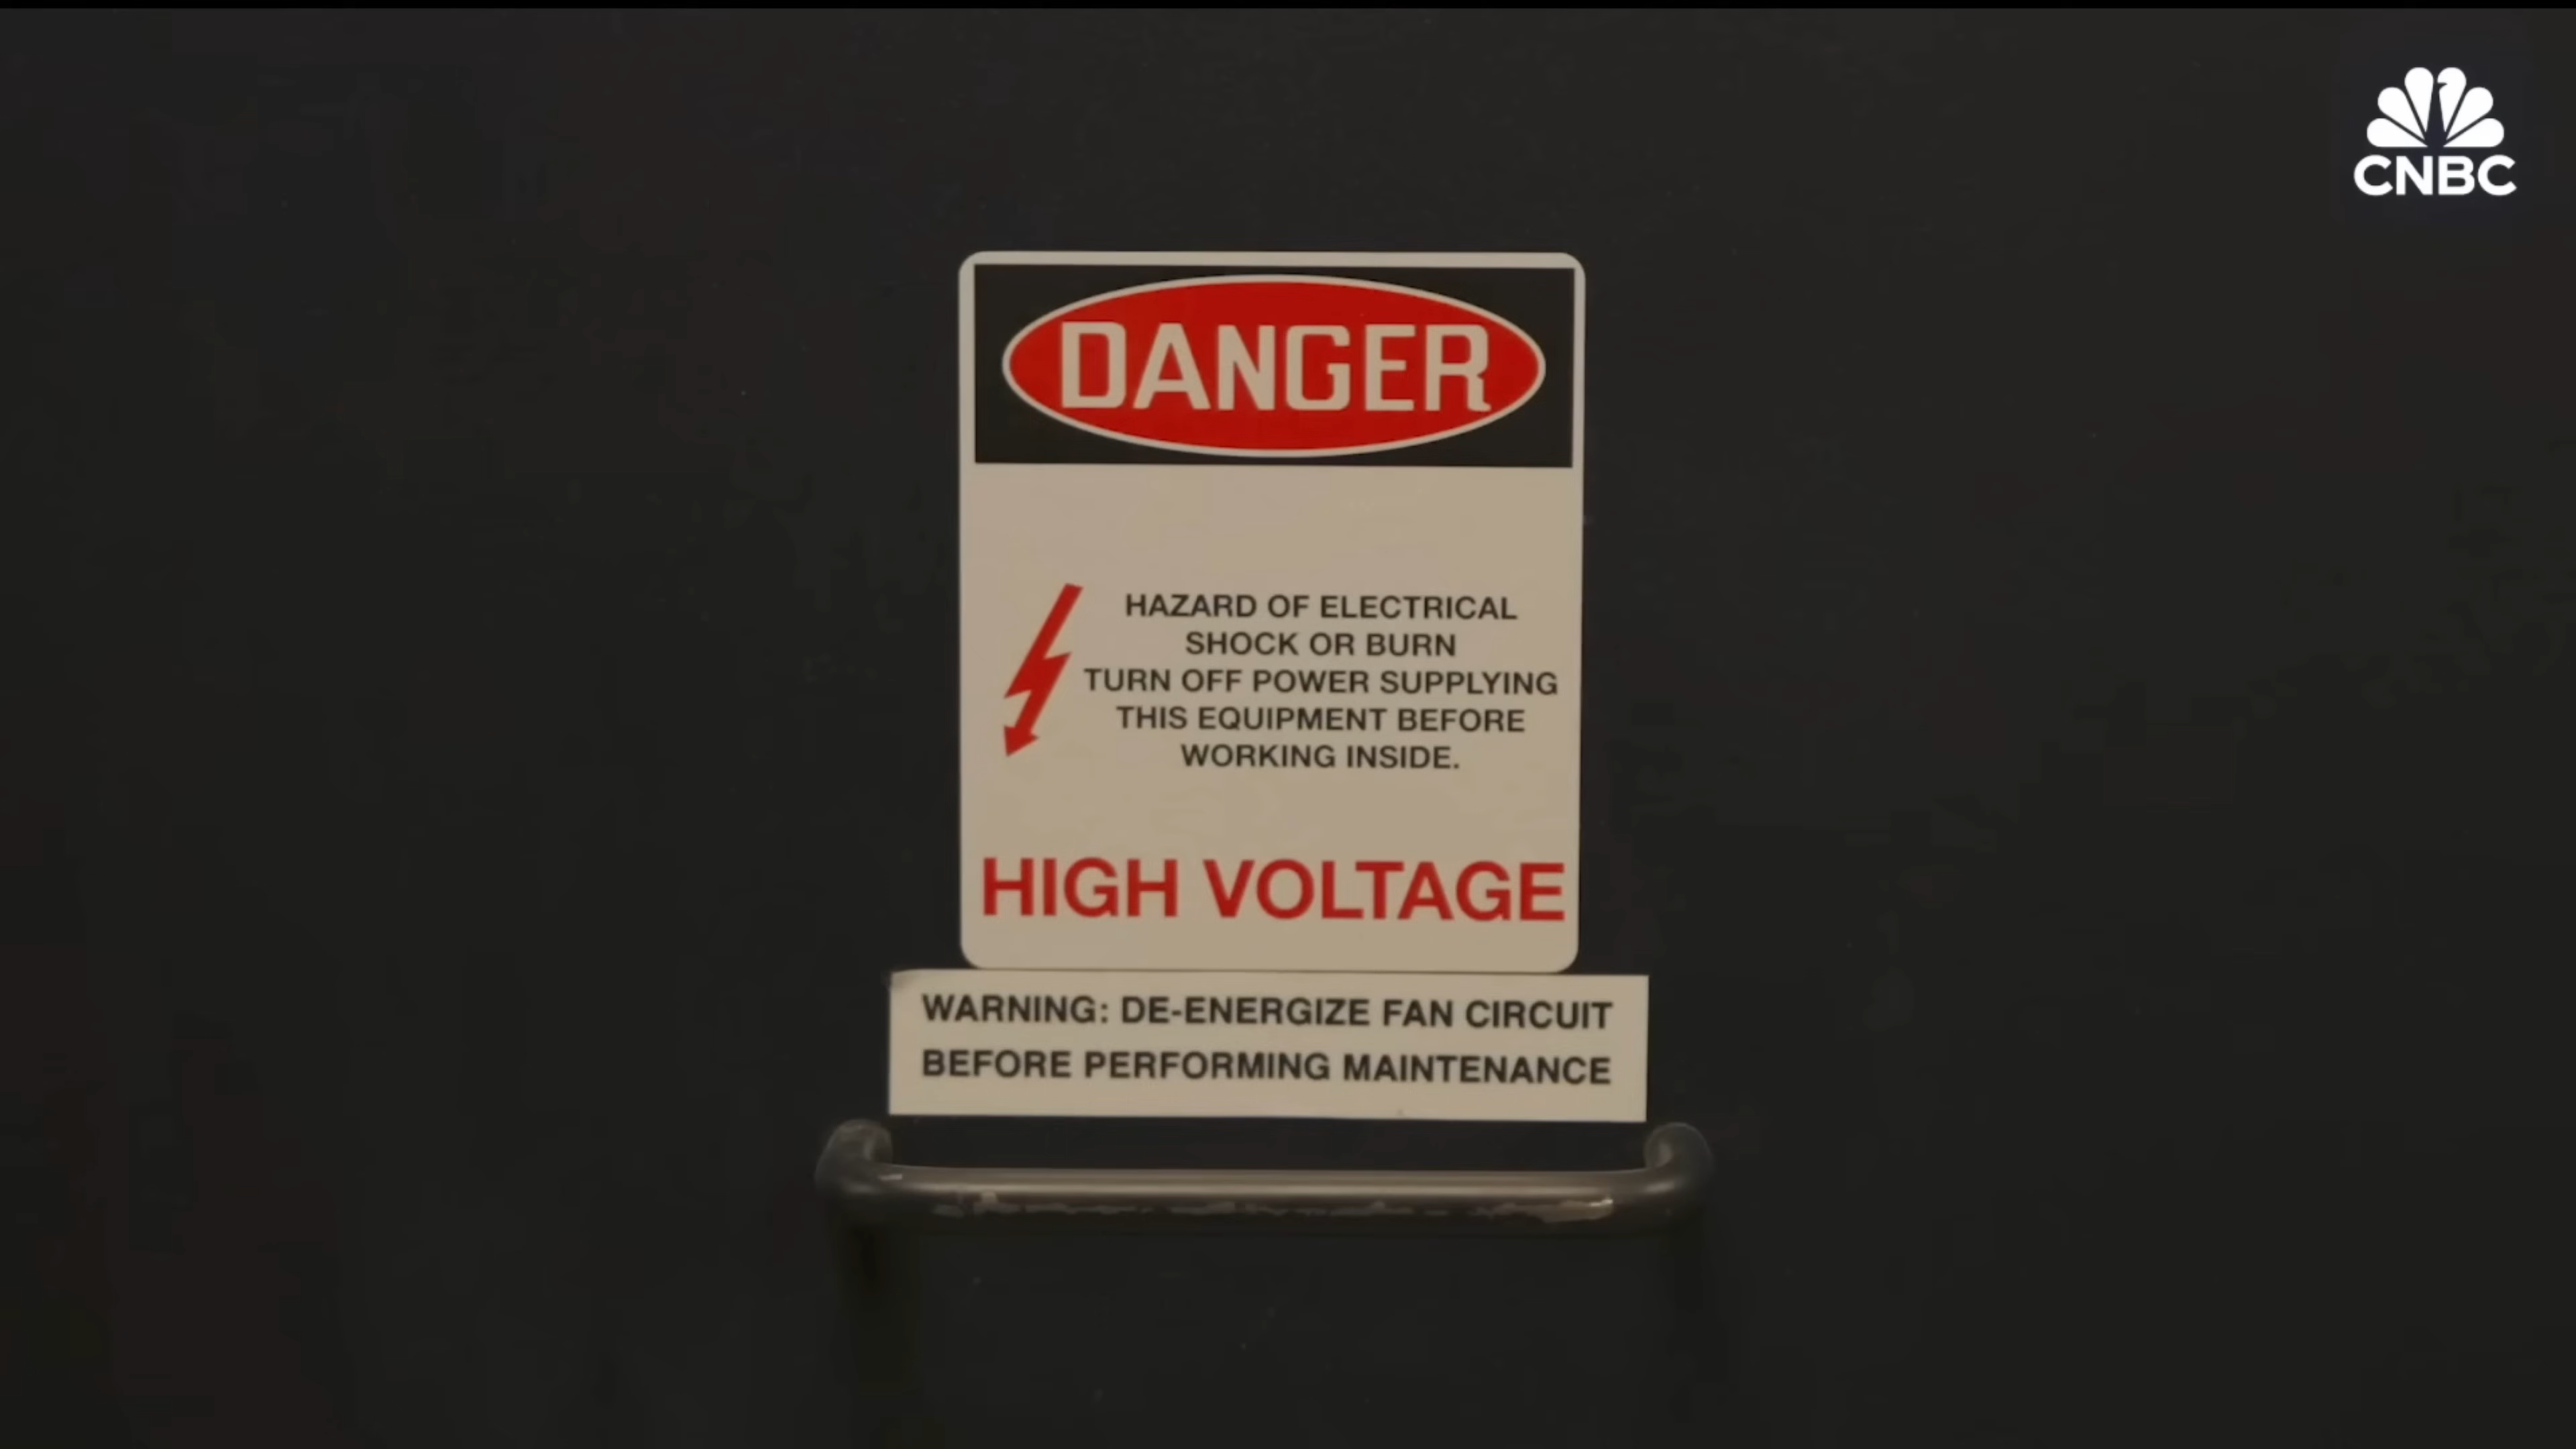 CNBC
DANGER
HAZARD OF ELECTRICAL
SHOCK OR BURN
TURN OFF POWER SUPPLYING
THIS EQUIPMENT BEFORE
WORKING INSIDE.
HIGH VOLTAGE
WARNING: DE-ENERGIZE FAN CIRCUIT
BEFORE PERFORMING MAINTENANCE